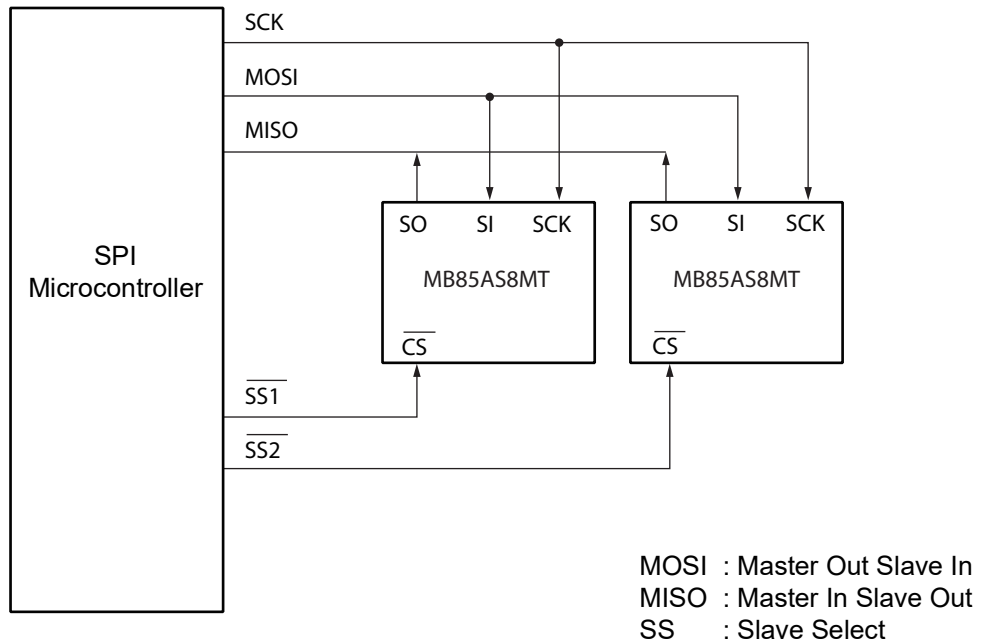 SCK
MOSI
MISO
SO SI SCK
MB85AS8MT
CS
SO SI SCK
MB85AS8MT
CS
SPI
Microcontroller
SS1
SS2
MOSI : Master Out Slave In
MISO : Master In Slave Out
SS : Slave Select